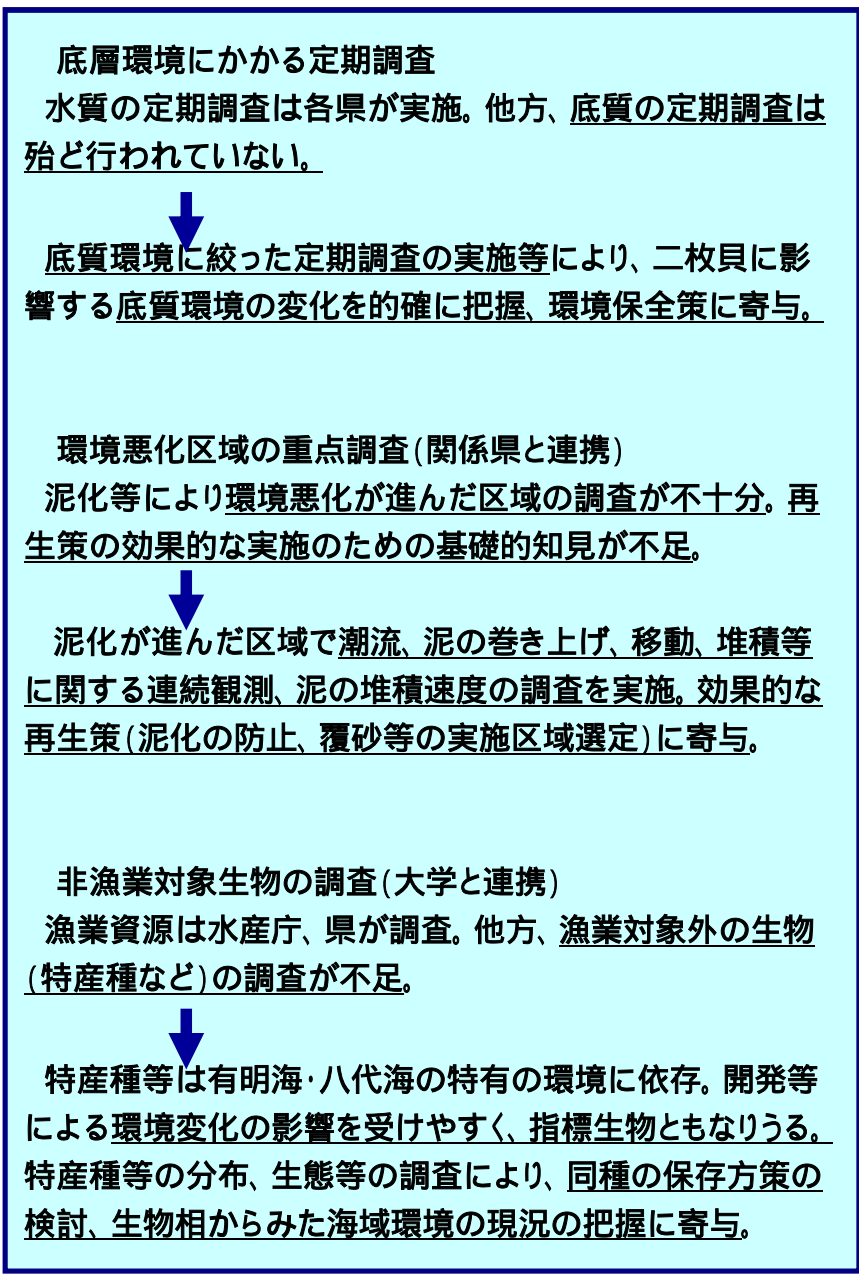 底層環境にかかる定期調査
水質の定期調査は各県が実施。他方、底質の定期調査は
殆ど行われていない。
底質環境に絞った定期調査の実施等により、二枚貝に影
響する底質環境の変化を的確に把握、環境保全策に寄与。
環境悪化区域の重点調査(関係県と連携)
泥化等により環境悪化が進んだ区域の調査が不十分。再
生策の効果的な実施のための基礎的知見が不足。
泥化が進んだ区域で潮流、泥の巻き上げ、移動、堆積等
に関する連続観測、泥の堆積速度の調査を実施。効果的な
再生策(泥化の防止、覆砂等の実施区域選定)に寄与。
非漁業対象生物の調査(大学と連携)
漁業資源は水産庁、県が調査。他方、漁業対象外の生物
(特産種など)の調査が不足。
特産種等は有明海・八代海の特有の環境に依存。開発等
による環境変化の影響を受けやすく、指標生物ともなりうる。
特産種等の分布、生態等の調査により、同種の保存方策の
検討、生物相からみた海域環境の現況の把握に寄与。